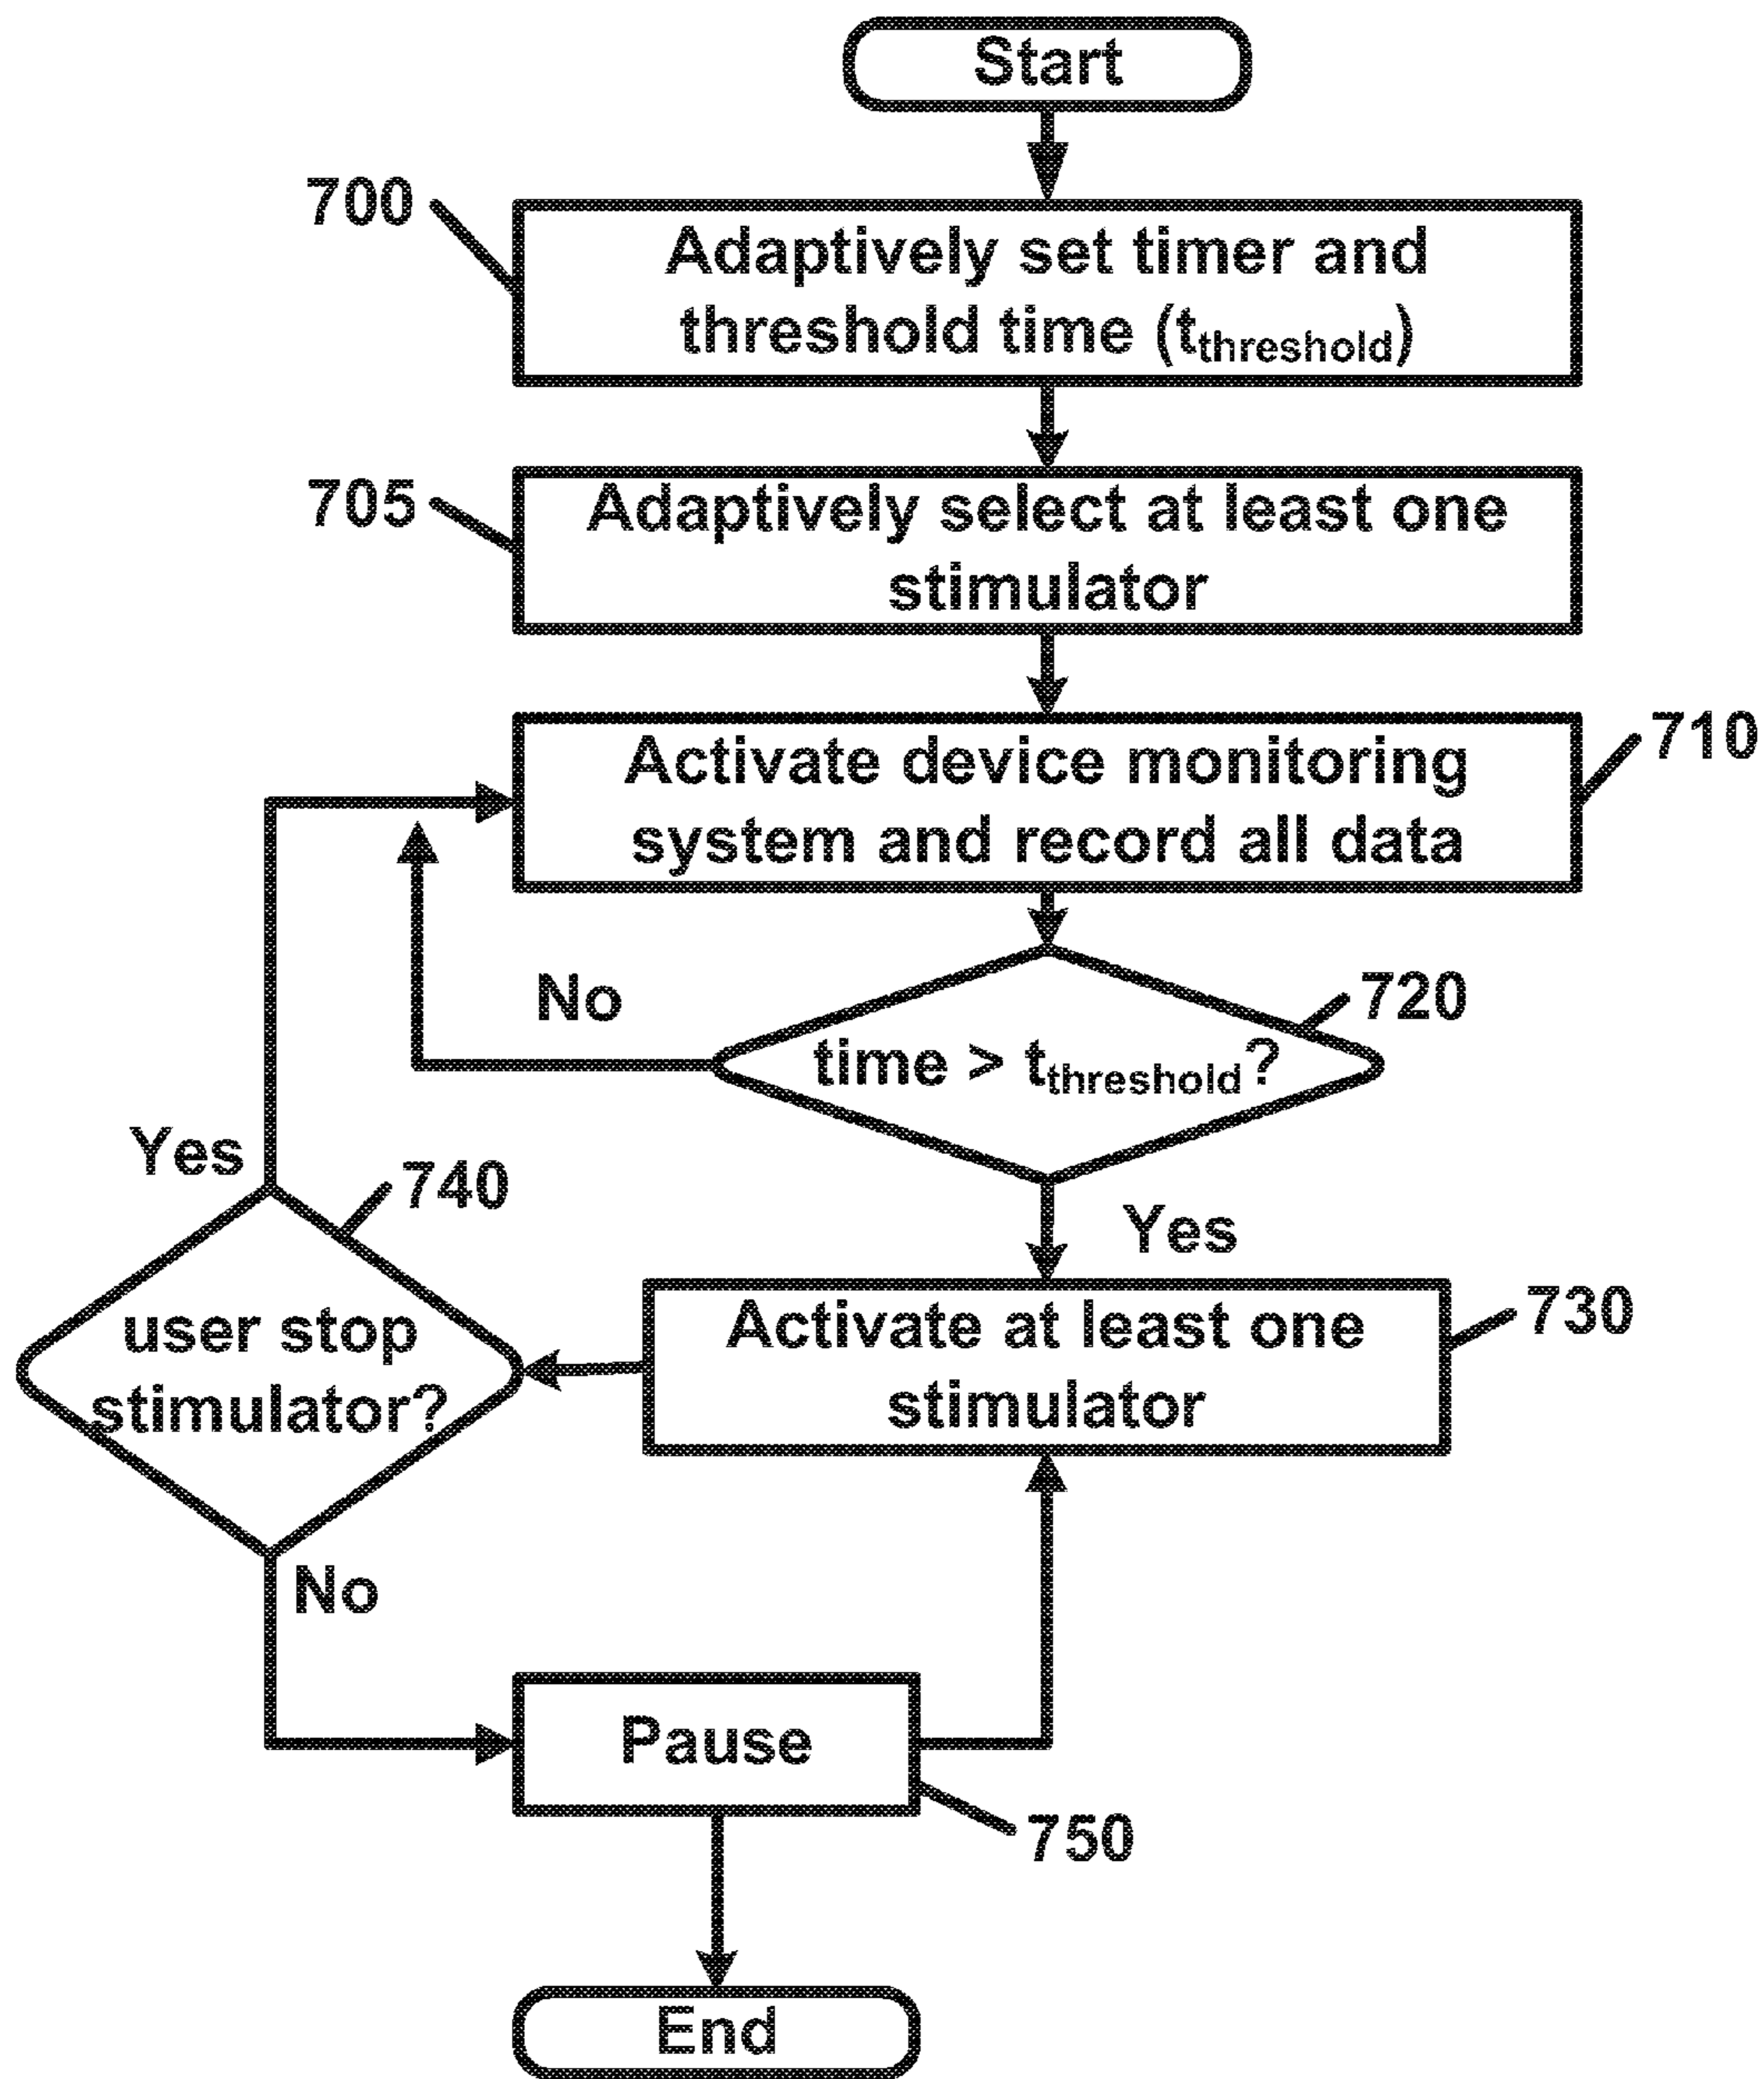 Start
700
Adaptively set timer and
threshold time (tthreshold)
705
Adaptively select at least one
stimulator
710
Activate device monitoring
system and record all data
No
720
time > tthreshold?
Yes
740
Yes
user stop
stimulator?
Activate at least one
stimulator
730
No
Pause
750
End